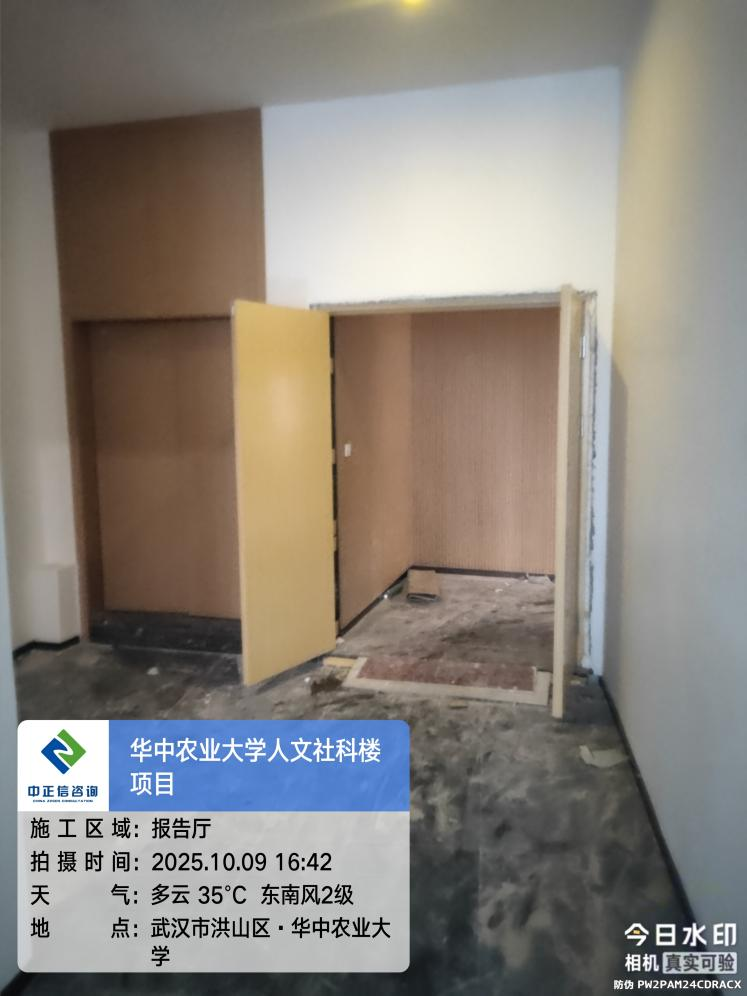 华中农业大学人文社科楼
项目
中正信咨询
CHINA ZOSEN CONSULTATION
施工区域：报告厅
拍摄时间：2025.10.09 16:42
天气：多云 35°C 东南风2级
地点：武汉市洪山区·华中农业大
学
今日水印
相机真实可验
防伪 PW2PAM24CDRACX